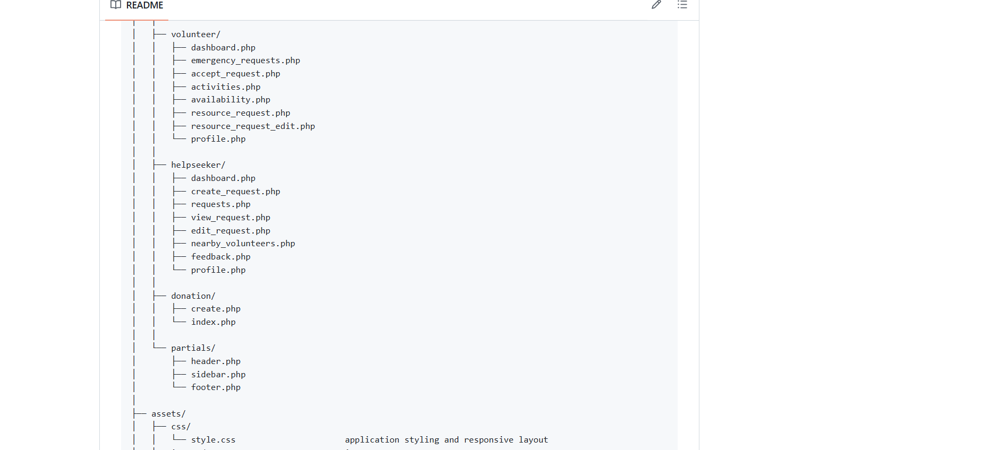 README
│   │
│   ├── volunteer/
│   │   ├── dashboard.php
│   │   ├── emergency_requests.php
│   │   ├── accept_request.php
│   │   ├── activities.php
│   │   ├── availability.php
│   │   ├── resource_request.php
│   │   ├── resource_request_edit.php
│   │   └── profile.php
│   │
│   ├── helpseeker/
│   │   ├── dashboard.php
│   │   ├── create_request.php
│   │   ├── requests.php
│   │   ├── view_request.php
│   │   ├── edit_request.php
│   │   ├── nearby_volunteers.php
│   │   ├── feedback.php
│   │   └── profile.php
│   │
│   ├── donation/
│   │   ├── create.php
│   │   └── index.php
│   │
│   └── partials/
│       ├── header.php
│       ├── sidebar.php
│       └── footer.php
│
├── assets/
│   ├── css/
│   │   └── style.css                      application styling and responsive layout